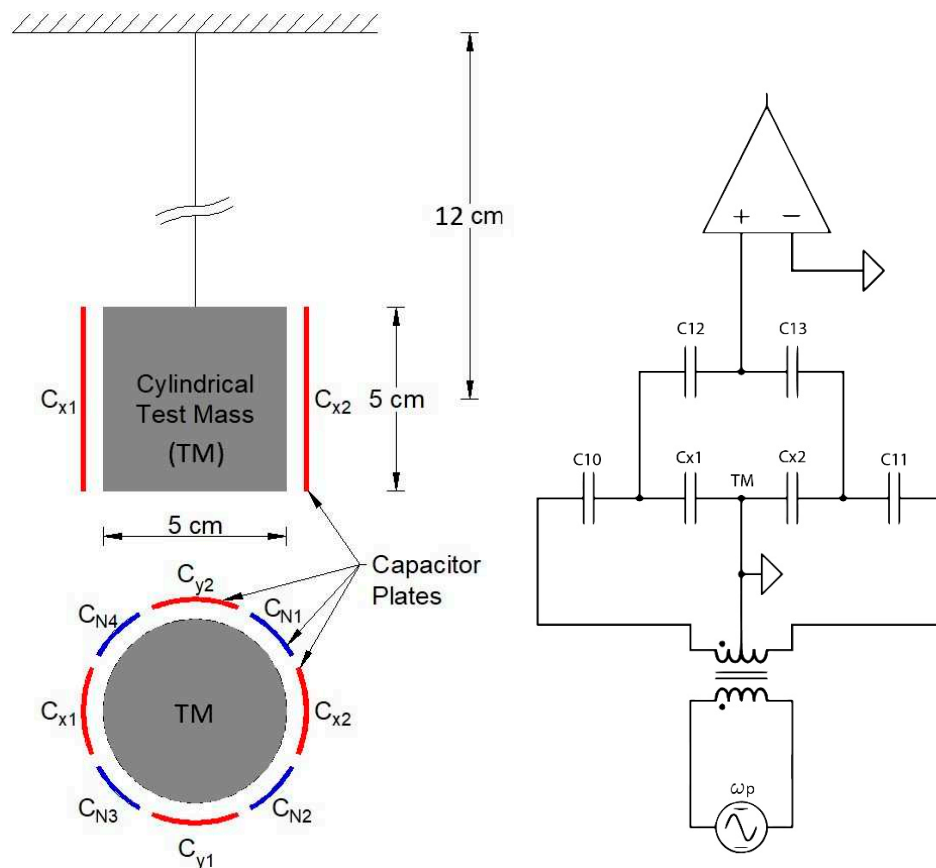 12 cm
Cx1
Cylindrical
Test Mass
(TM)
Cx2
5 cm
5 cm
Capacitor
Plates
Cy2
CN4
CN1
Cx1
TM
Cx2
CN3
CN2
Cy1
+ −
C12
C13
C10
Cx1
TM
Cx2
C11
ωp